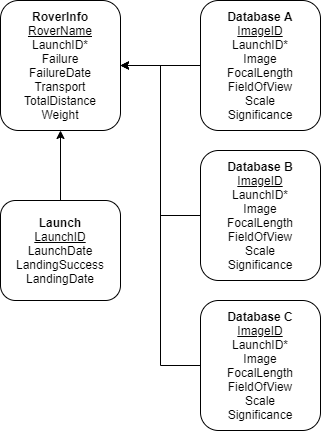 RoverInfo
RoverName
LaunchID*
Failure
FailureDate
Transport
TotalDistance
Weight
Launch
LaunchID
LaunchDate
LandingSuccess
LandingDate
Database A
ImageID
LaunchID*
Image
FocalLength
FieldOfView
Scale
Significance
Database B
ImageID
LaunchID*
Image
FocalLength
FieldOfView
Scale
Significance
Database C
ImageID
LaunchID*
Image
FocalLength
FieldOfView
Scale
Significance